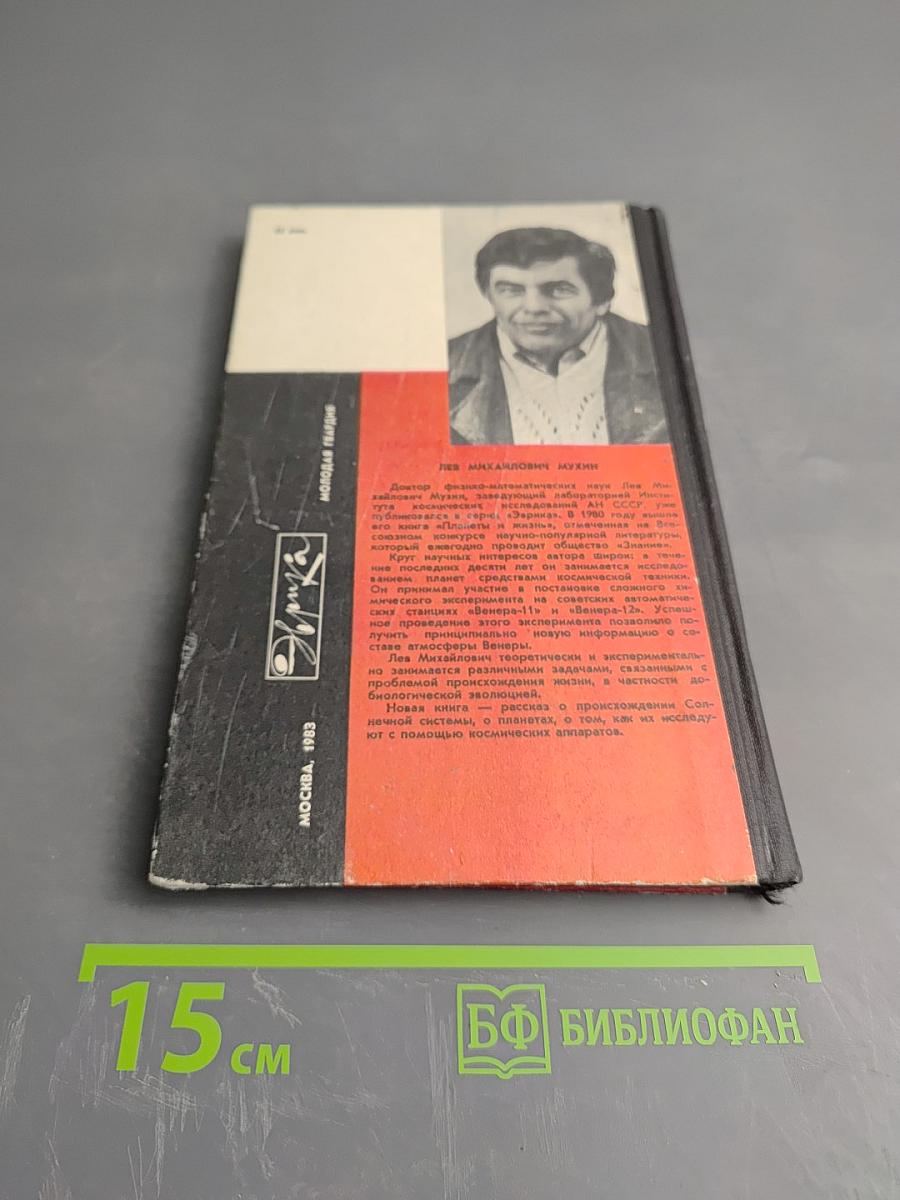 ЛЕВ МИХАЙЛОВИЧ МУХИН
Доктор физико-математических наук Лев Ми-
хайлович Мухин, заведующий лабораторией Инсти-
тута космических исследований АН СССР, уже
публиковался в серии «Эврика». В 1980 году вышла
его книга «Планеты и жизнь», отмеченная на Все-
союзном конкурсе научно-популярной литературы,
который ежегодно проводит общество «Знание».
Круг научных интересов автора широк: в тече-
ние последних десяти лет он занимается исследо-
ванием планет средствами космической техники.
Он принимал участие в постановке сложного хи-
мического эксперимента на советских автоматиче-
ских станциях «Венера-11» и «Венера-12». Успеш-
ное проведение этого эксперимента позволило по-
лучить принципиально новую информацию о со-
ставе атмосферы Венеры.
Лев Михайлович теоретически и эксперименталь-
но занимается различными задачами, связанными с
проблемой происхождения жизни, в частности до-
биологической эволюцией.
Новая книга — рассказ о происхождении Сол-
нечной системы, о планетах, о том, как их исследу-
ют с помощью космических аппаратов.
МОСКВА, 1983
Эврика
МОЛОДАЯ ГВАРДИЯ
15 см
БФ БИБЛИОФАН